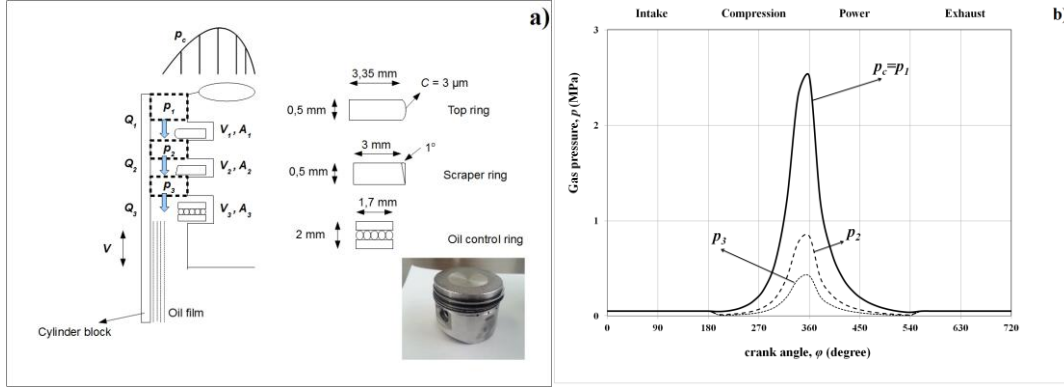 a)
p_c
p_1
Q_1
V_1, A_1
p_2
Q_2
V_2, A_2
p_3
Q_3
V_3, A_3
V
Oil film
Cylinder block
3,35 mm
C = 3 μm
0,5 mm
Top ring
3 mm
1°
0,5 mm
Scraper ring
1,7 mm
2 mm
Oil control ring
b)
Intake Compression Power Exhaust
3
2
1
0
Gas pressure, p (MPa)
p_c=p_1
p_2
p_3
0 90 180 270 360 450 540 630 720
crank angle, φ (degree)